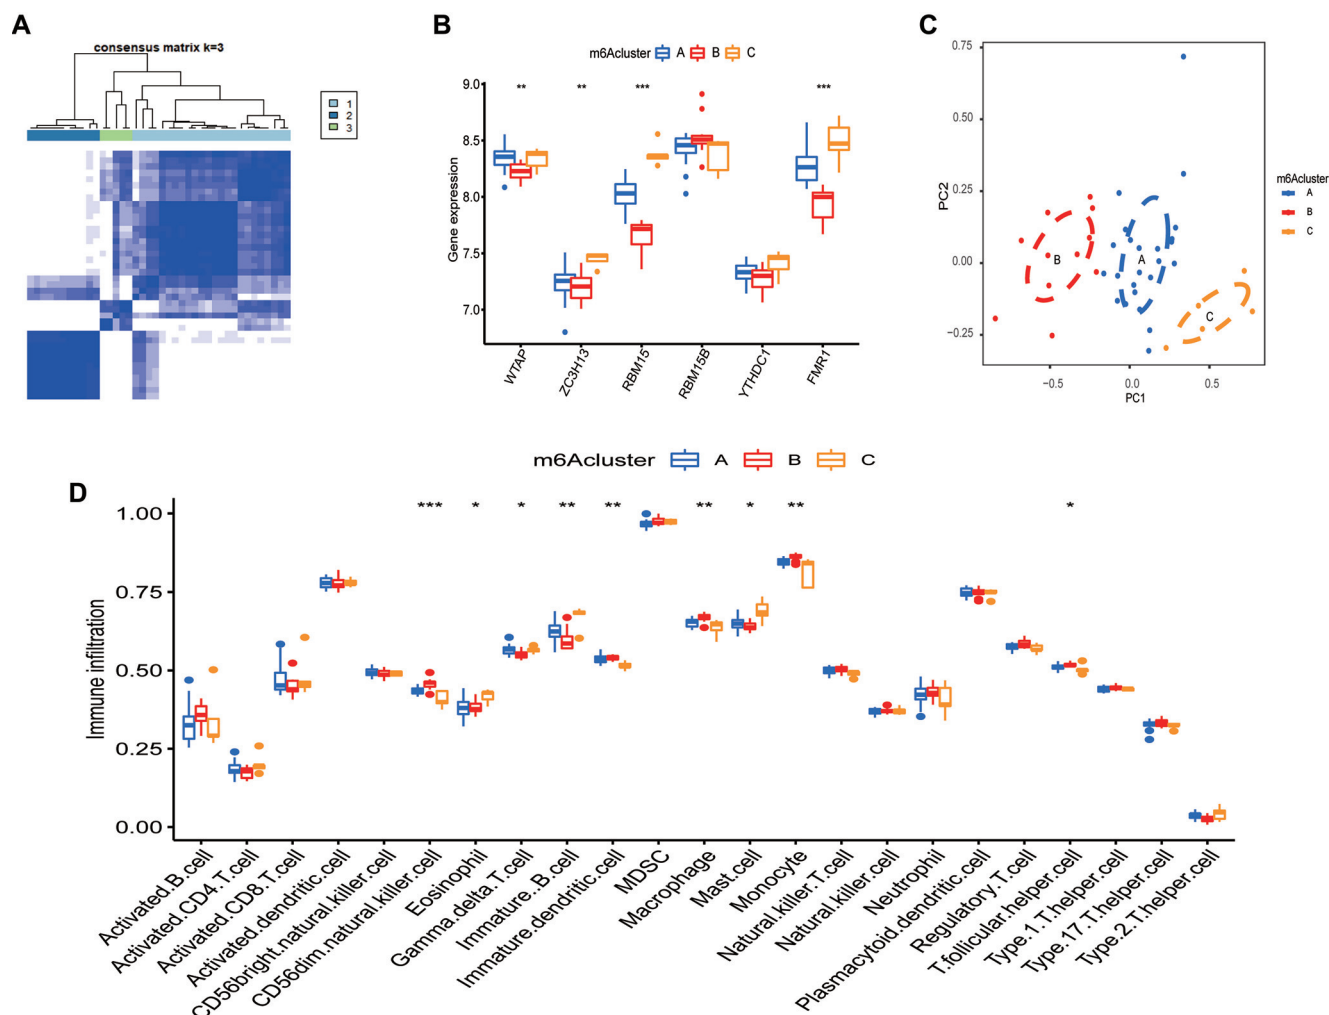 A
consensus matrix k=3
1
2
3
B
m6Acluster A B C
** ** *** ***
Gene expression
9.0
8.5
8.0
7.5
7.0
WTAP
ZC3H13
RBM15
RBM15B
YTHDC1
FMR1
C
0.75
0.50
0.25
0.00
−0.25
PC2
B
A
C
−0.5
0.0
0.5
PC1
m6Acluster
A
B
C
m6Acluster A B C
D
*** * * ** ** ** * ** *
Immune infiltration
1.00
0.75
0.50
0.25
0.00
Activated.B.cell
Activated.CD4.T.cell
Activated.CD8.T.cell
Activated.dendritic.cell
CD56bright.natural.killer.cell
CD56dim.natural.killer.cell
Eosinophil
Gamma.delta.T.cell
Immature..B.cell
Immature.dendritic.cell
MDSC
Macrophage
Mast.cell
Monocyte
Natural.killer.T.cell
Natural.killer.cell
Neutrophil
Plasmacytoid.dendritic.cell
Regulatory.T.cell
T.follicular.helper.cell
Type.1.T.helper.cell
Type.17.T.helper.cell
Type.2.T.helper.cell